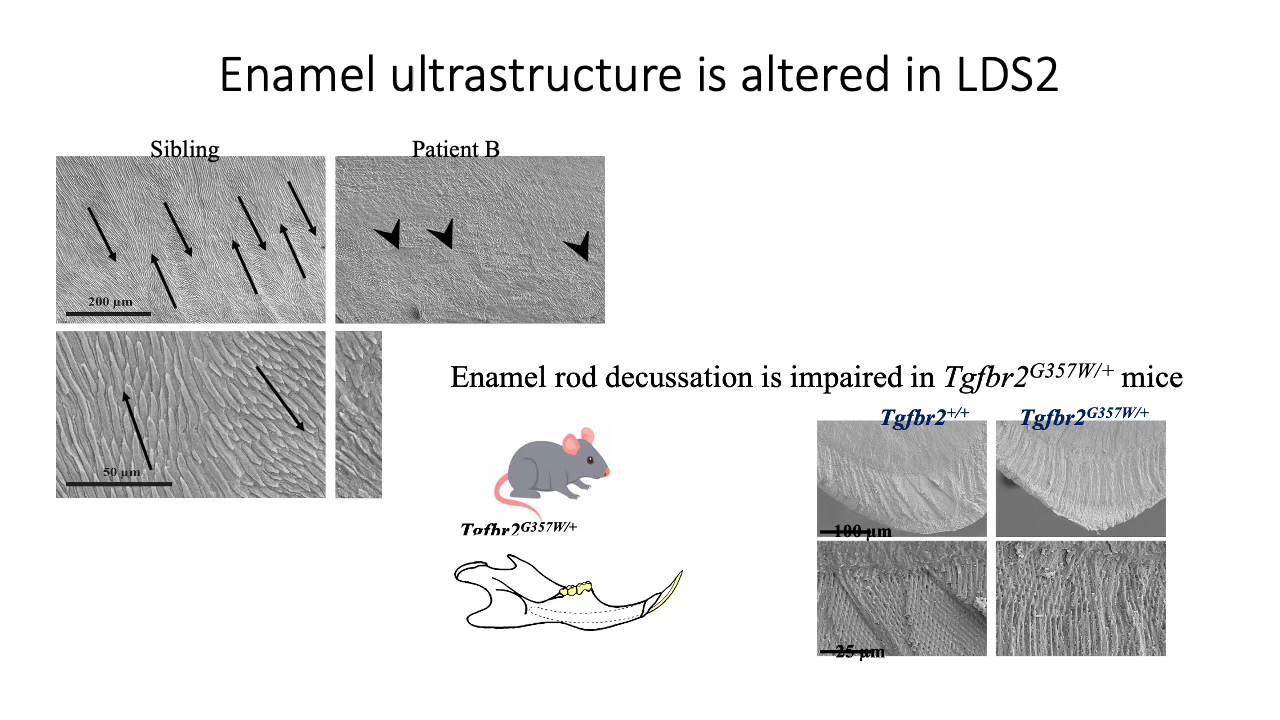 Enamel ultrastructure is altered in LDS2
Sibling
Patient B
200 μm
50 μm
Enamel rod decussation is impaired in Tgfbr2G357W/+ mice
Tgfbr2+/+
Tgfbr2G357W/+
Tgfbr2G357W/+
100 μm
25 μm